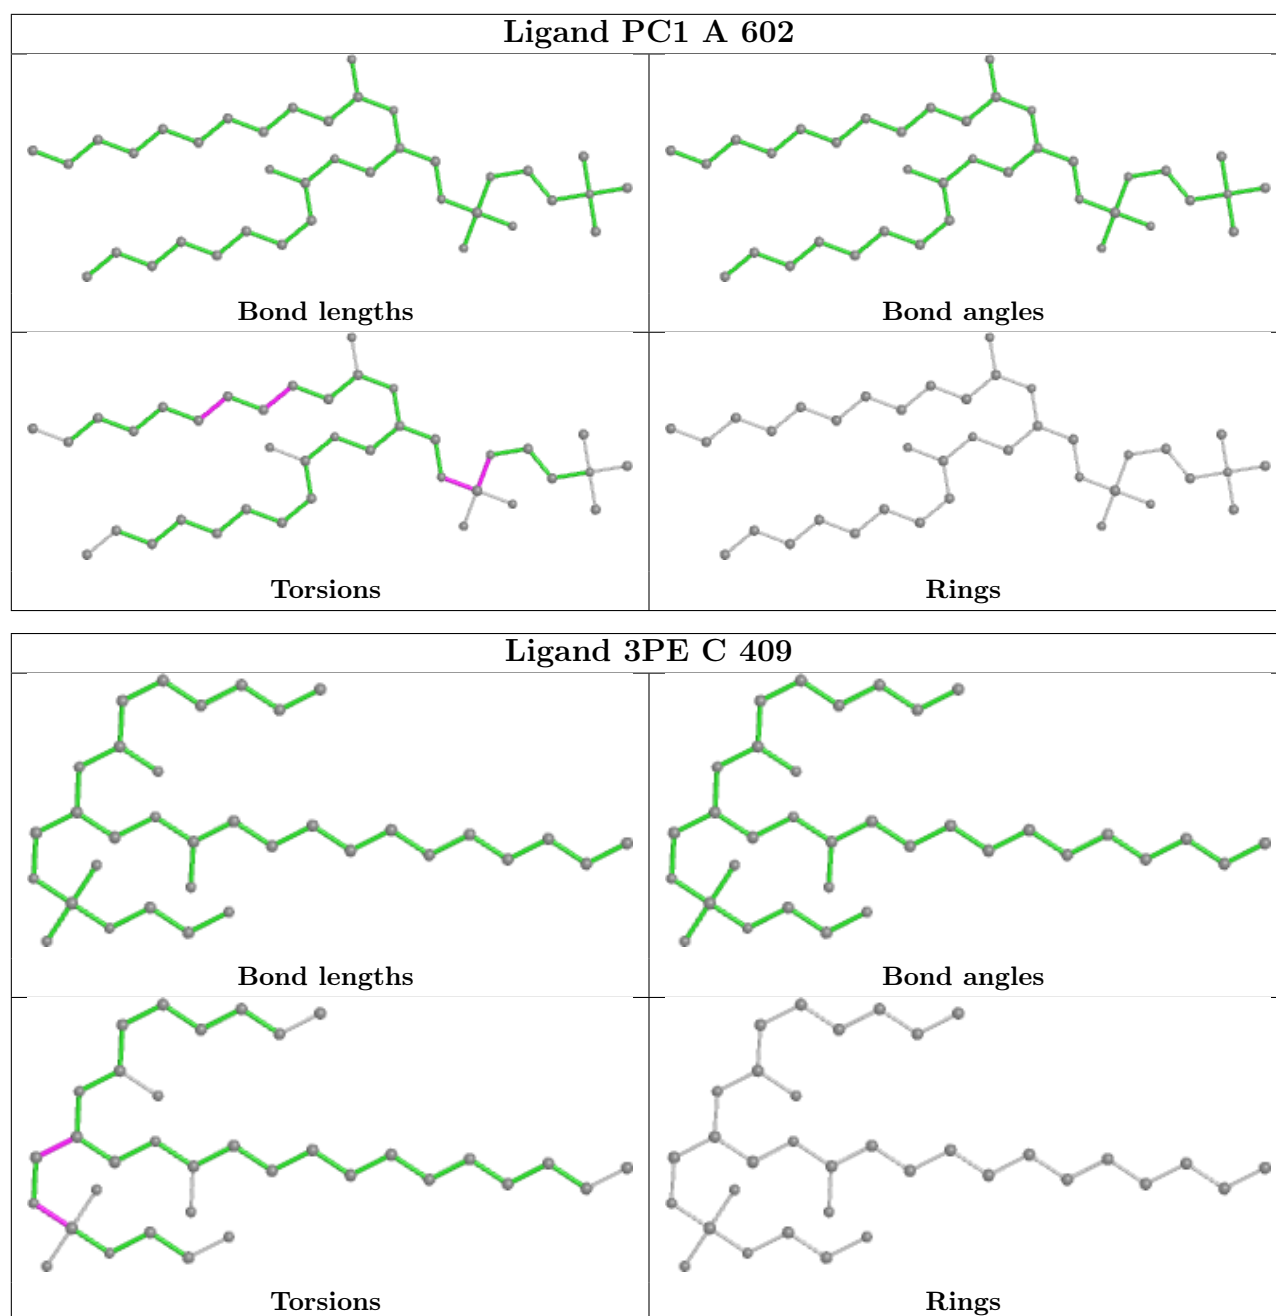 Ligand PC1 A 602
Bond lengths
Bond angles
Torsions
Rings
Ligand 3PE C 409
Bond lengths
Bond angles
Torsions
Rings